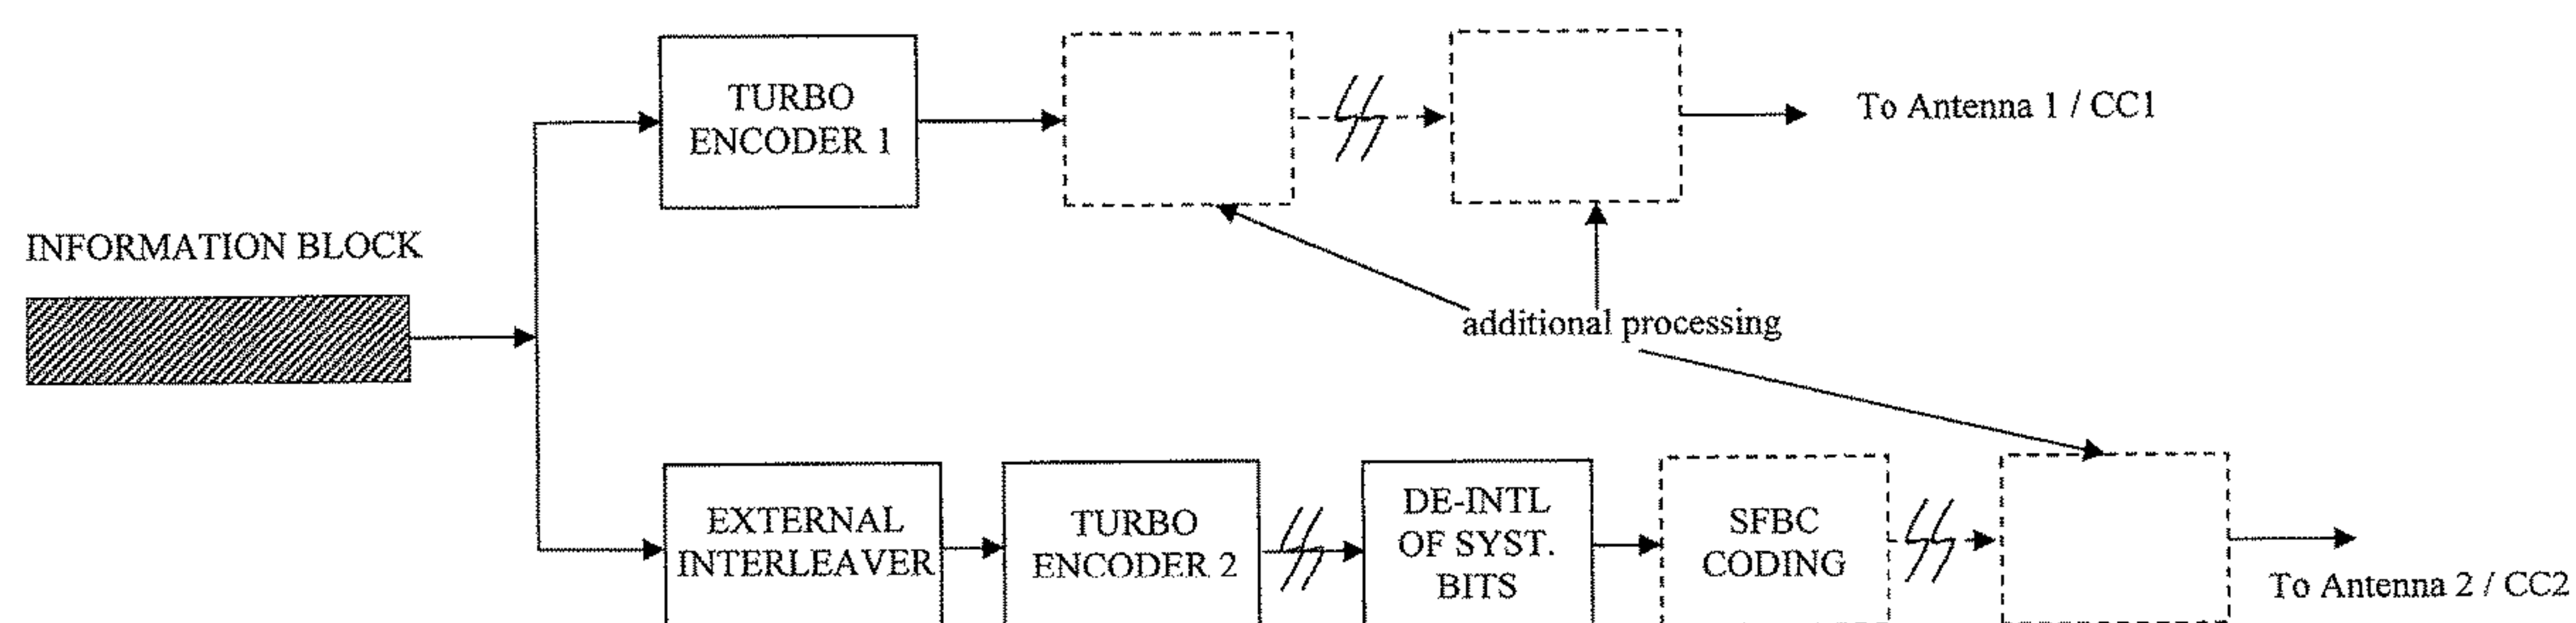 TURBO
ENCODER 1
To Antenna 1 / CC1
INFORMATION BLOCK
additional processing
EXTERNAL
INTERLEAVER
TURBO
ENCODER 2
DE-INTL
OF SYST.
BITS
SFBC
CODING
To Antenna 2 / CC2